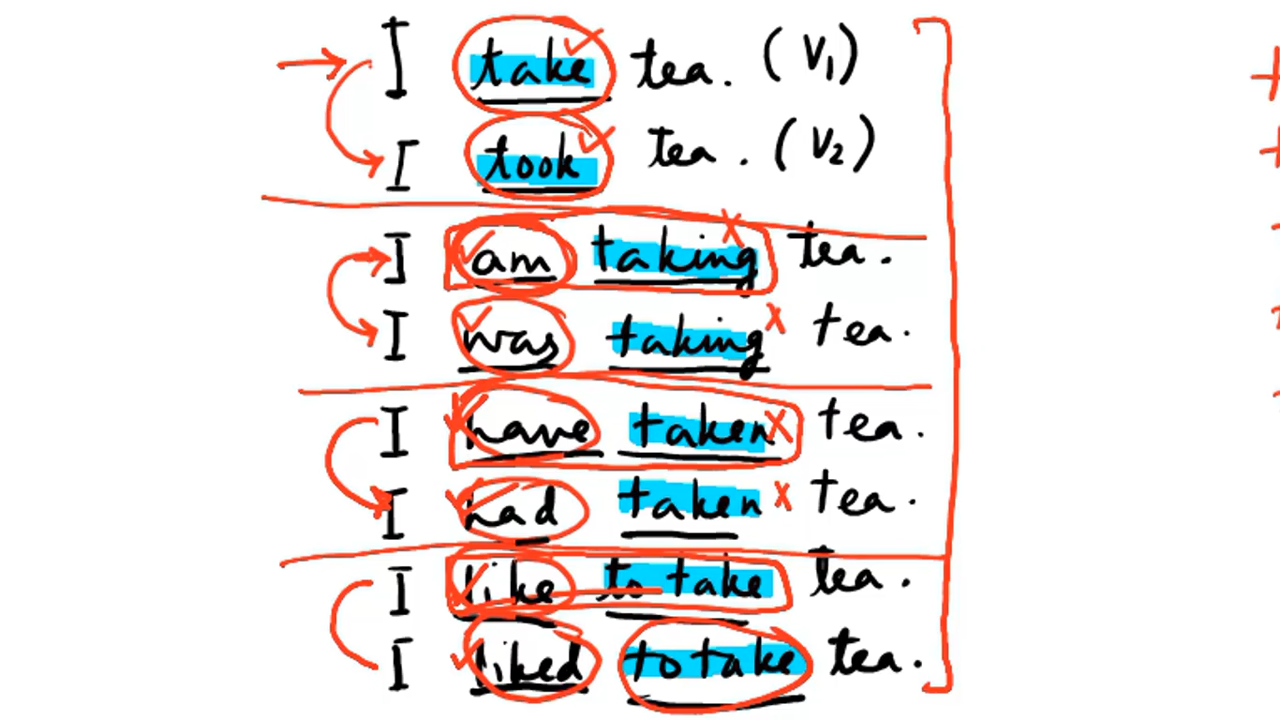 I take tea. (V1)
I took tea. (V2)
I am taking tea.
I was taking tea.
I have taken tea.
I had taken tea.
I like to take tea.
I liked to take tea.